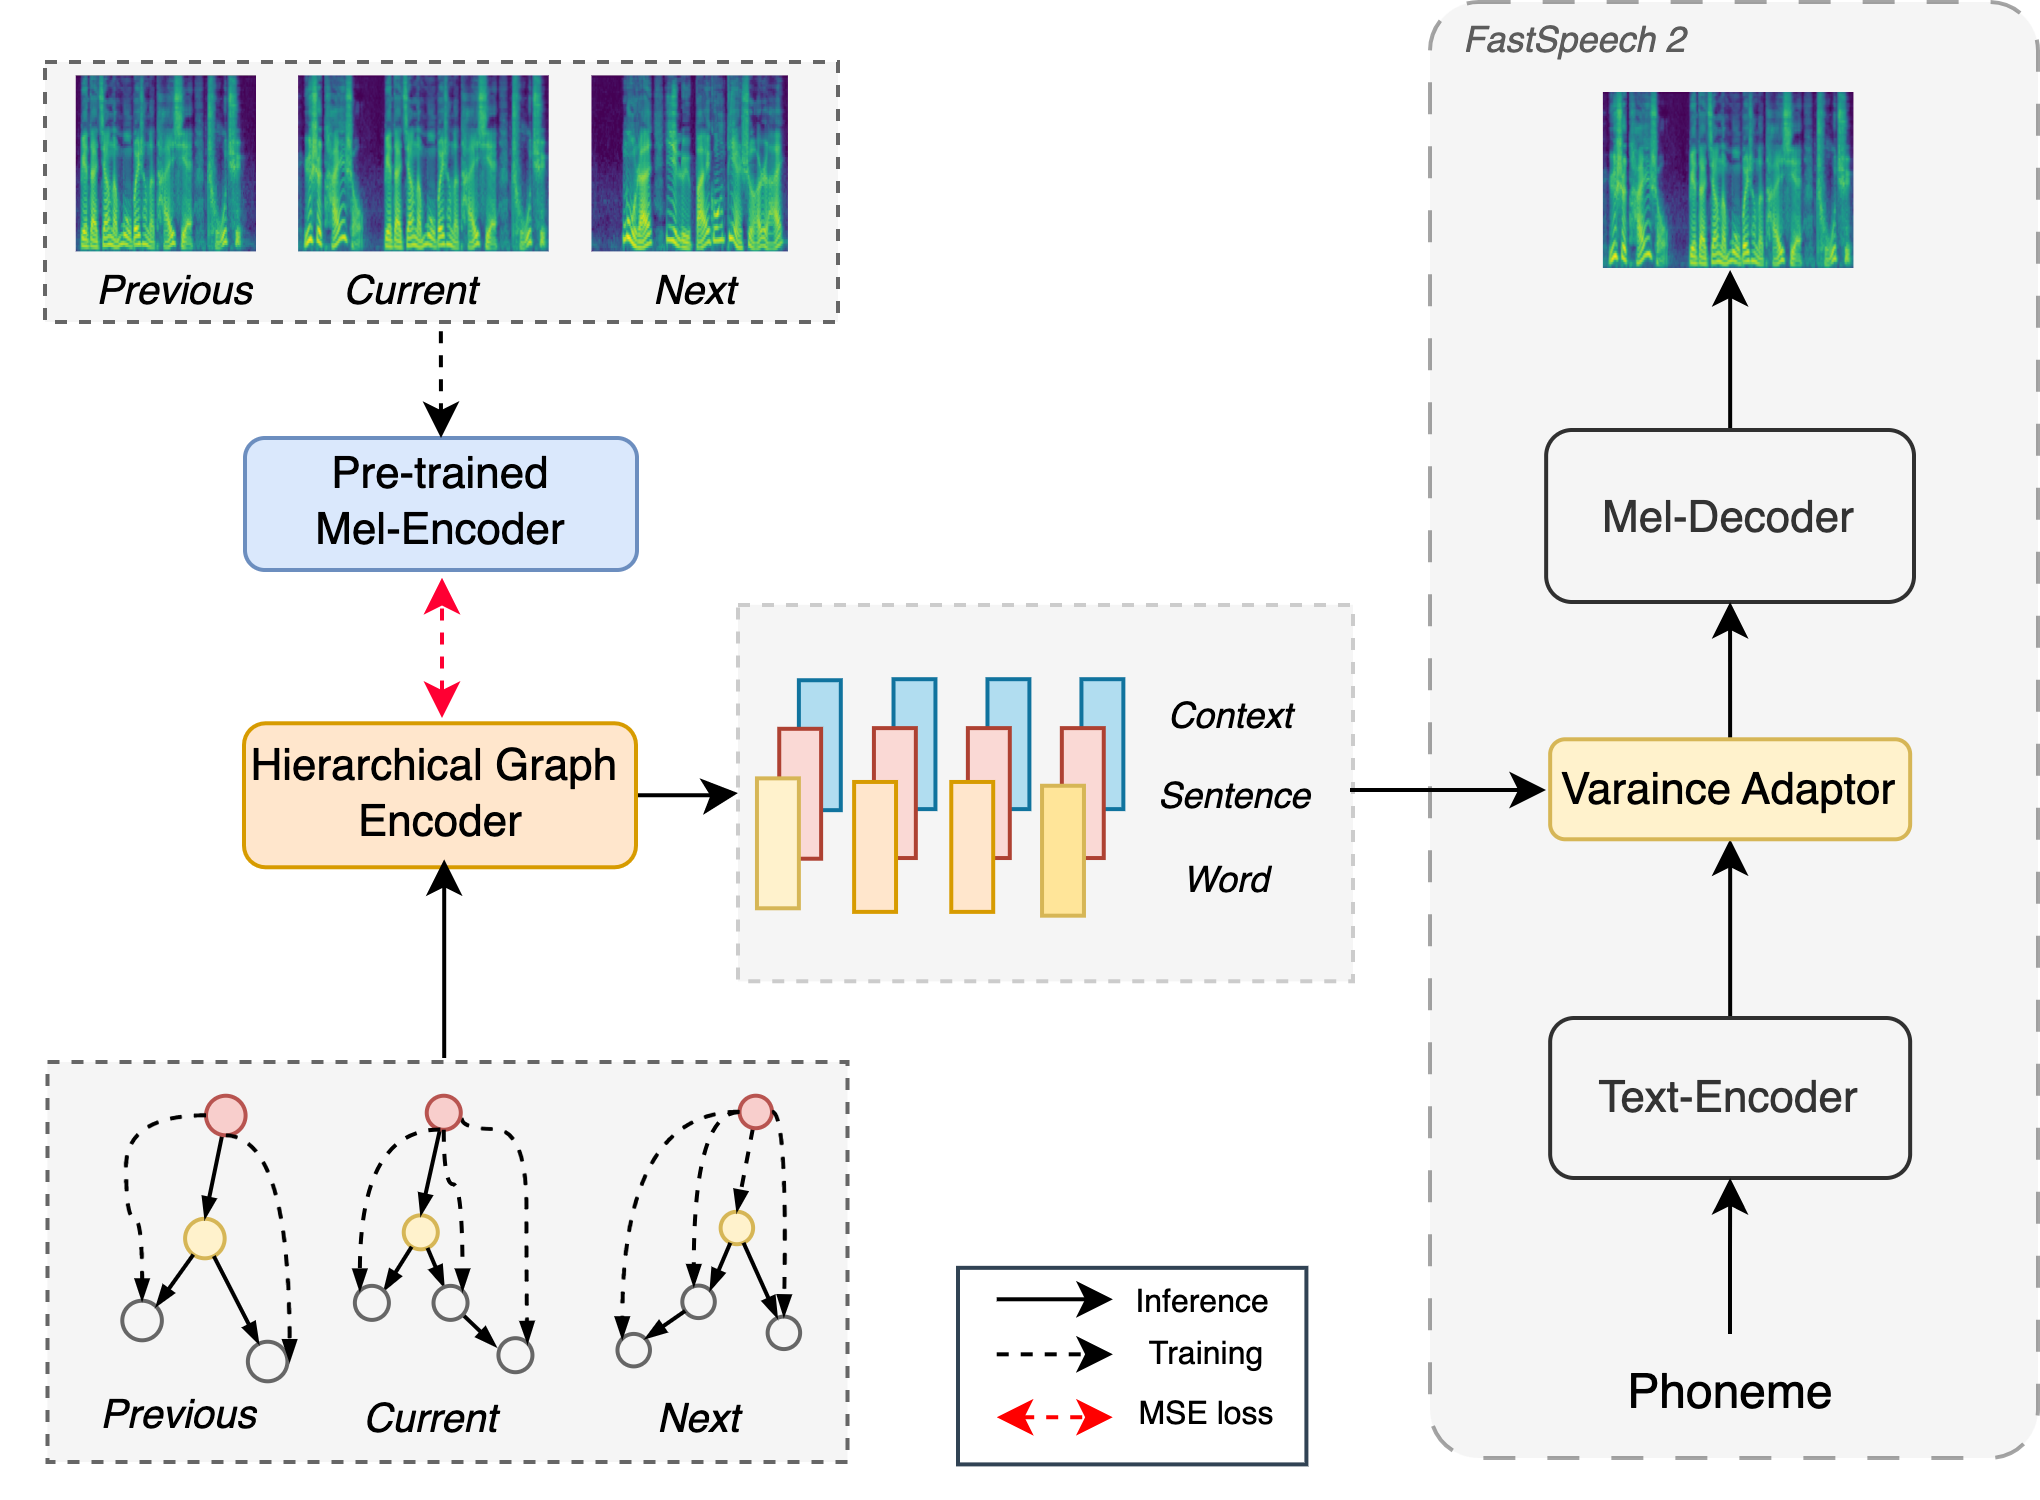 FastSpeech 2
Previous
Current
Next
Pre-trained
Mel-Encoder
Mel-Decoder
Hierarchical Graph
Encoder
Context
Sentence
Word
Varaince Adaptor
Text-Encoder
Previous
Current
Next
Inference
Training
MSE loss
Phoneme